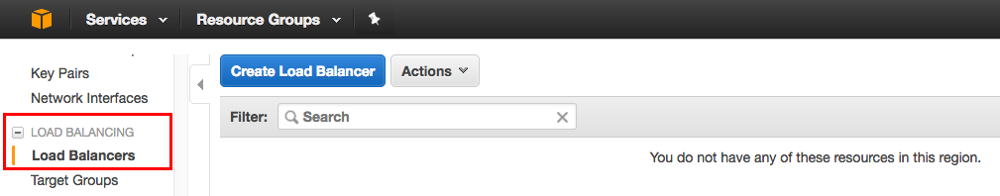 Services Resource Groups
Key Pairs
Network Interfaces
LOAD BALANCING
Load Balancers
Target Groups
Create Load Balancer Actions
Filter: Search
You do not have any of these resources in this region.